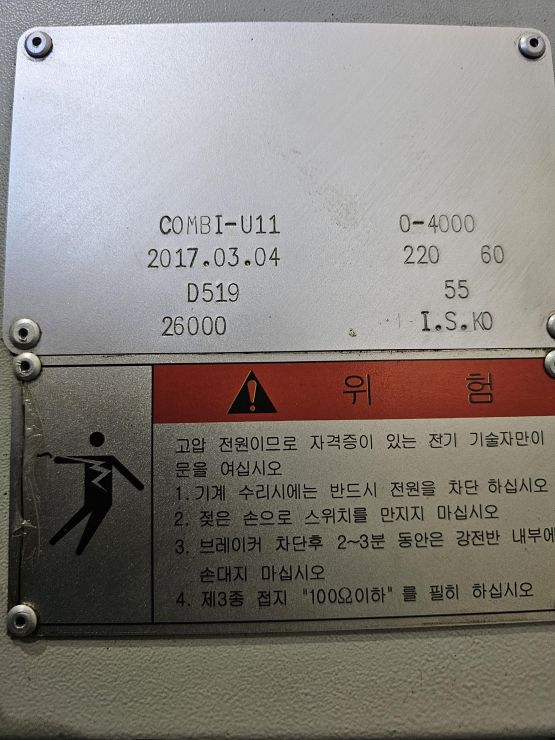 COMBI-U11 0-4000
2017.03.04 220 60
D519 55
26000 I.S.KO
위 험
고압 전원이므로 자격증이 있는 전기 기술자만이
문을 여십시오
1. 기계 수리시에는 반드시 전원을 차단 하십시오
2. 젖은 손으로 스위치를 만지지 마십시오
3. 브레이커 차단후 2~3분 동안은 강전반 내부에
손대지 마십시오
4. 제3종 접지 "100Ω이하" 를 필히 하십시오